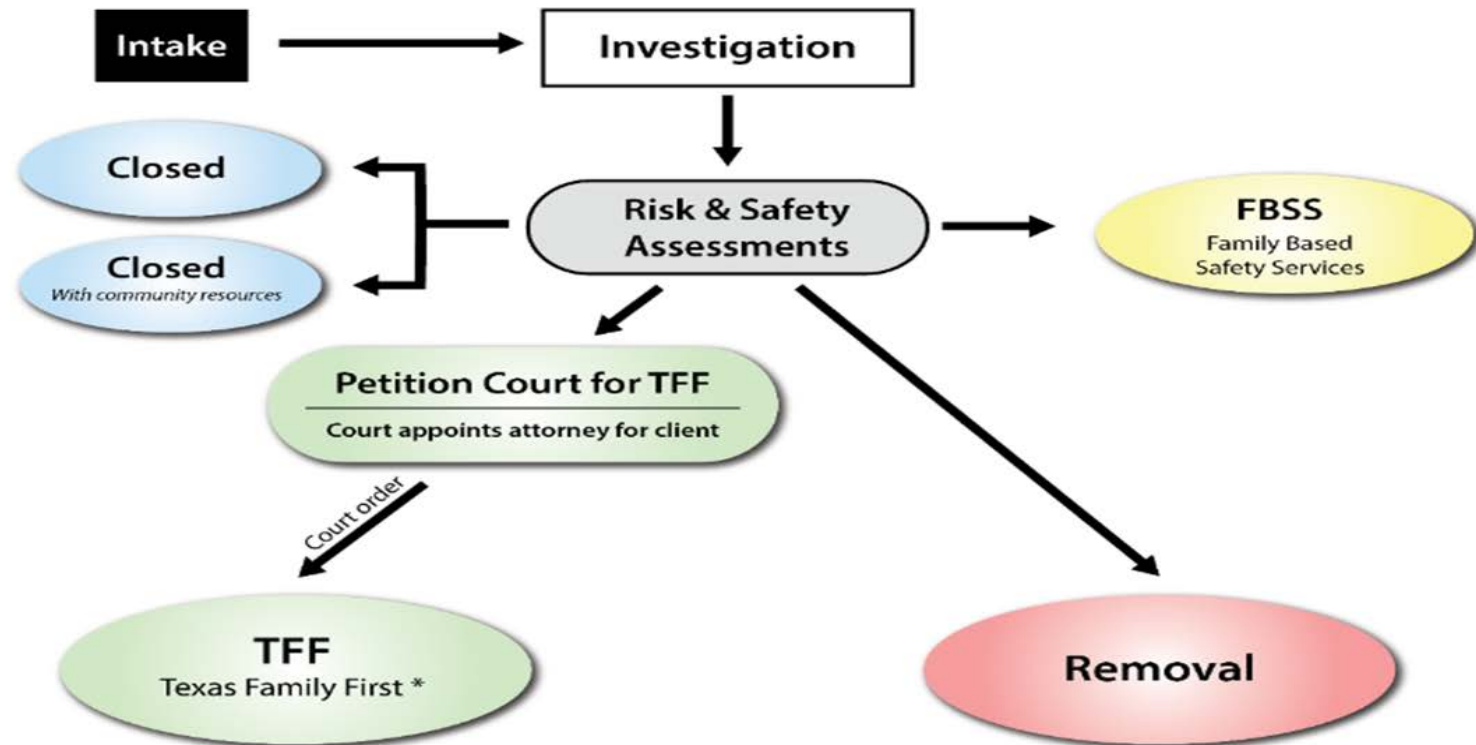 Intake
Investigation
Closed
Risk & Safety
Assessments
FBSS
Family Based
Safety Services
Closed
With community resources
Petition Court for TFF
Court appoints attorney for client
Court order
TFF
Texas Family First *
Removal